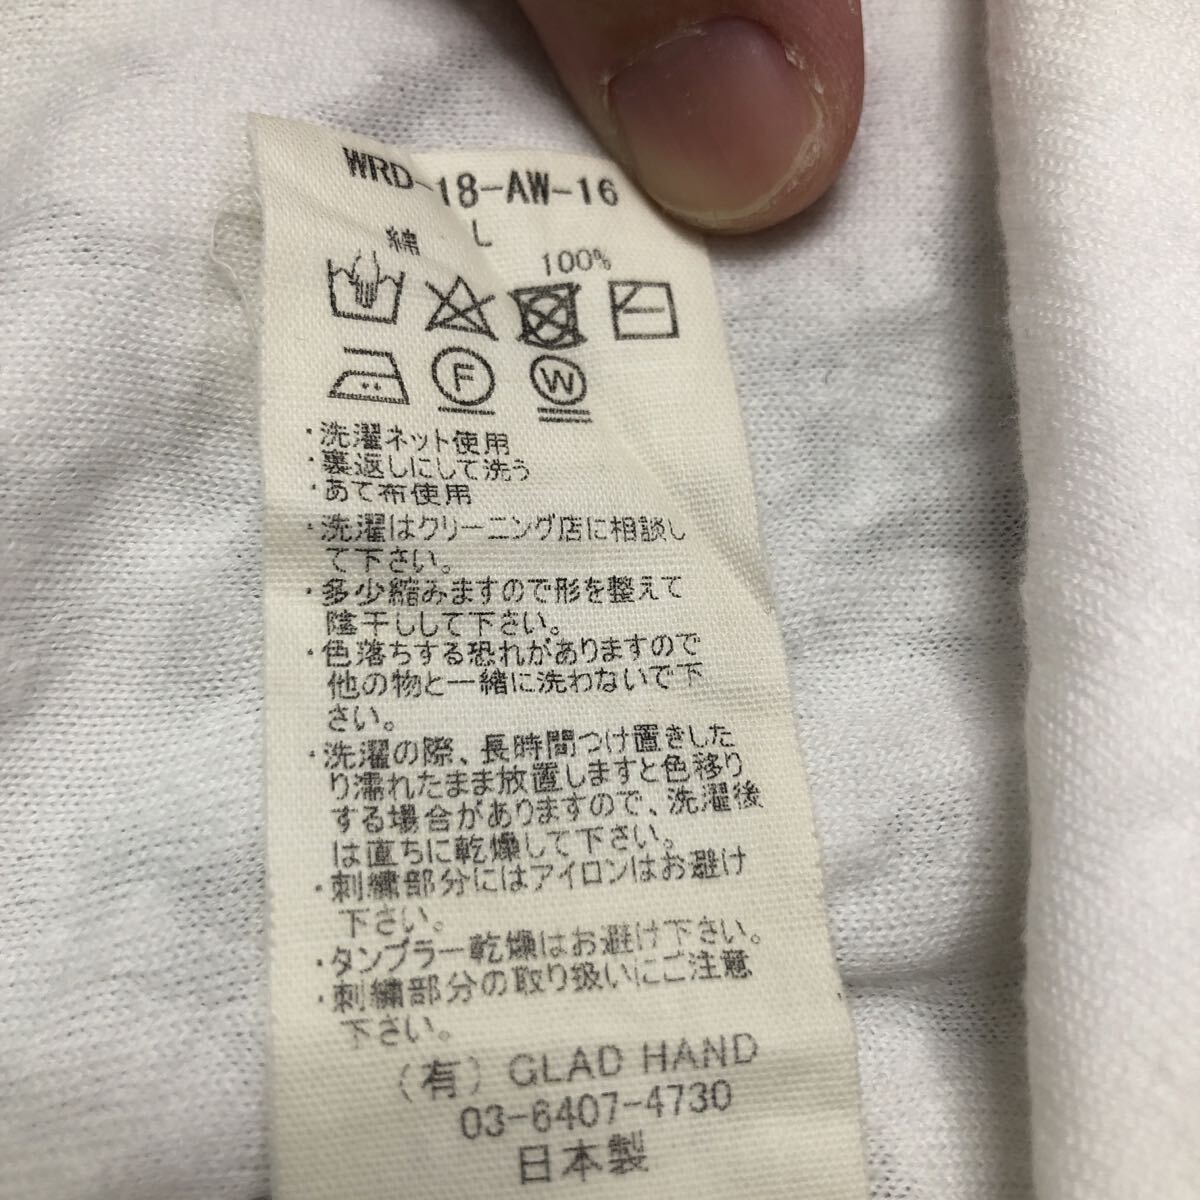 WRD-18-AW-16
L
綿 100%
F W
・洗濯ネット使用
・裏返しにして洗う
・あて布使用
・洗濯はクリーニング店に相談し
て下さい。
・多少縮みますので形を整えて
陰干しして下さい。
・色落ちする恐れがありますので
他の物と一緒に洗わないで下
さい。
・洗濯の際、長時間つけ置きした
り濡れたまま放置しますと色移り
する場合がありますので、洗濯後
は直ちに乾燥して下さい。
・刺繍部分にはアイロンはお避け
下さい。
・タンブラー乾燥はお避け下さい。
・刺繍部分の取り扱いにご注意
下さい。
(有) GLAD HAND
03-6407-4730
日本製